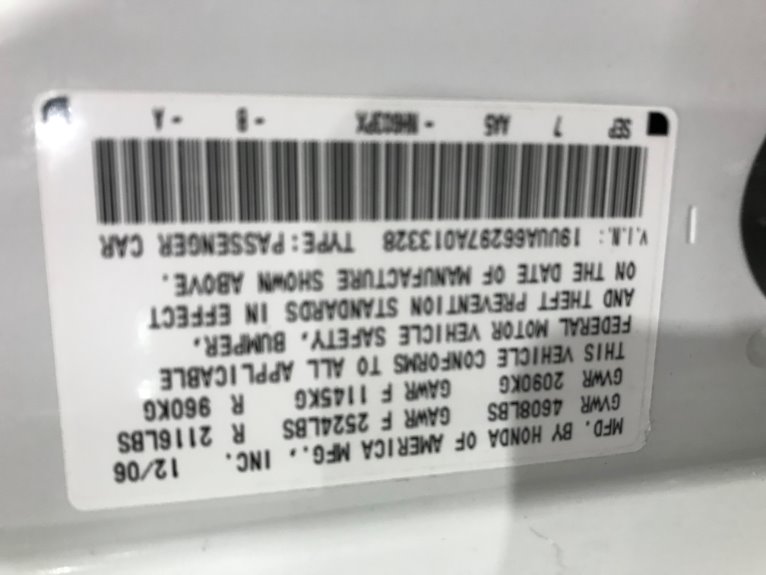 MFD. BY HONDA OF AMERICA MFG., INC. 12/06
GVWR 4608LBS GAWR F 2524LBS R 2116LBS
GVWR 2090KG GAWR F 1145KG R 960KG
THIS VEHICLE CONFORMS TO ALL APPLICABLE
FEDERAL MOTOR VEHICLE SAFETY, BUMPER,
AND THEFT PREVENTION STANDARDS IN EFFECT
ON THE DATE OF MANUFACTURE SHOWN ABOVE.
V.I.N.: 19UUA66297A013328 TYPE:PASSENGER CAR
SEP 7 AA5 - NH603PX - B - A